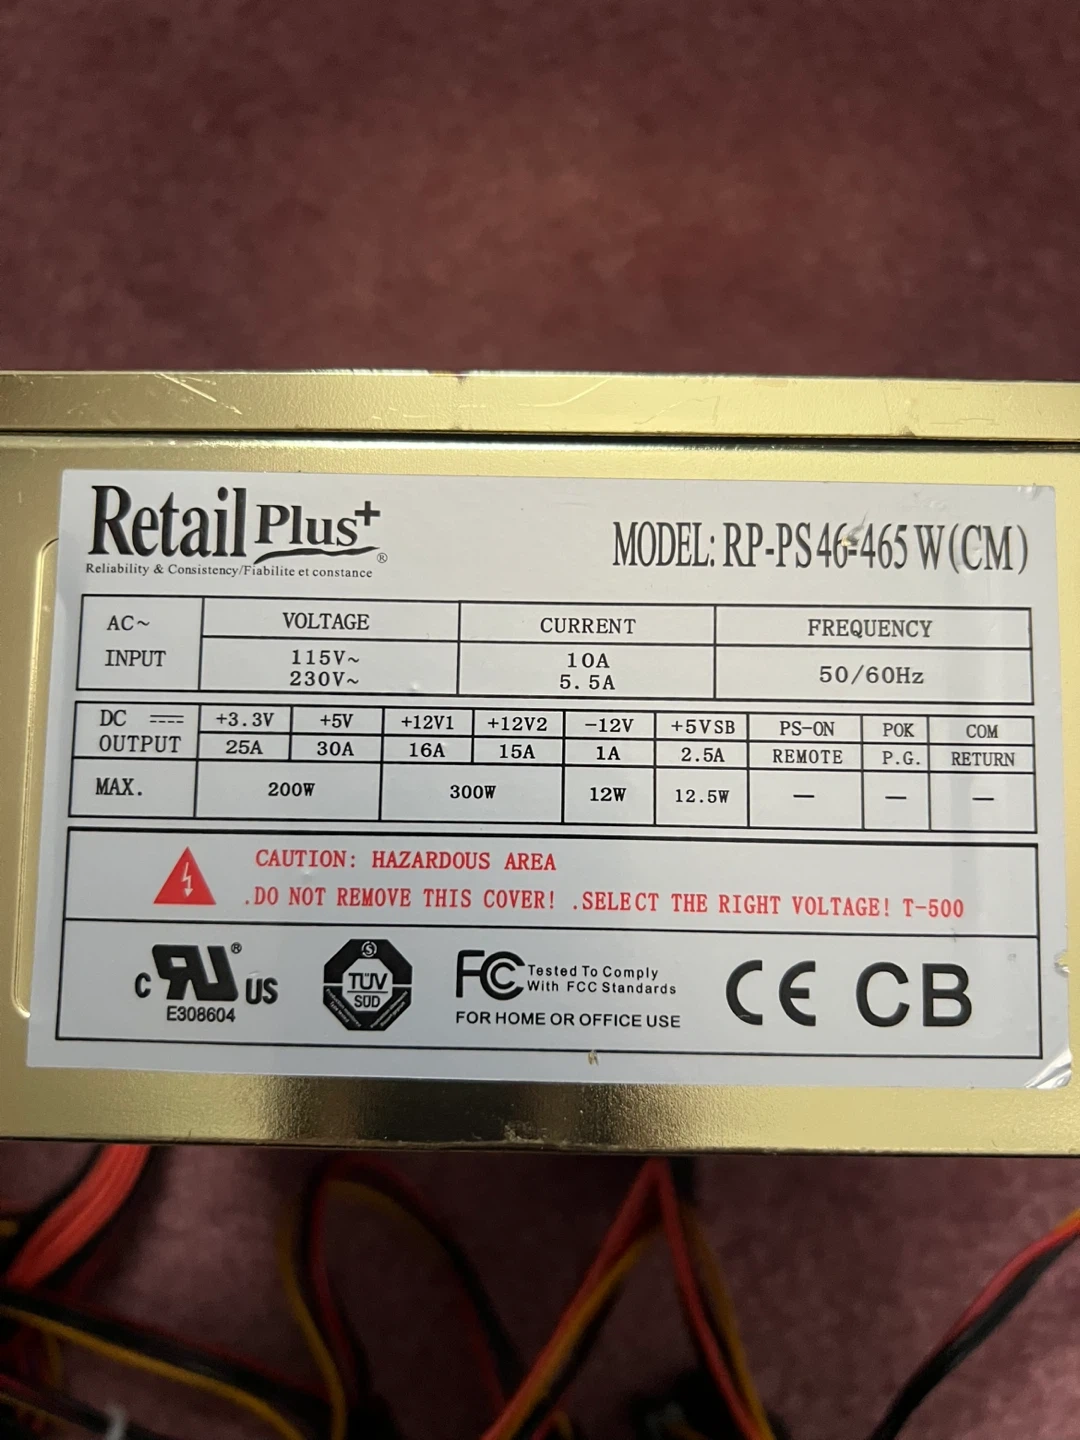 Retail Plus+ ®
Reliability & Consistency/Fiabilite et constance
MODEL: RP-PS46-465W(CM)
AC~ INPUT
VOLTAGE CURRENT FREQUENCY
115V~ 10A
230V~ 5.5A
50/60Hz
DC OUTPUT
+3.3V +5V +12V1 +12V2 -12V +5VSB PS-ON POK COM
25A 30A 16A 15A 1A 2.5A REMOTE P.G. RETURN
MAX. 200W 300W 12W 12.5W — — —
CAUTION: HAZARDOUS AREA
.DO NOT REMOVE THIS COVER! .SELECT THE RIGHT VOLTAGE! T-500
c RU ® US
E308604
S
TÜV
SÜD
FC Tested To Comply
With FCC Standards
FOR HOME OR OFFICE USE
CE CB